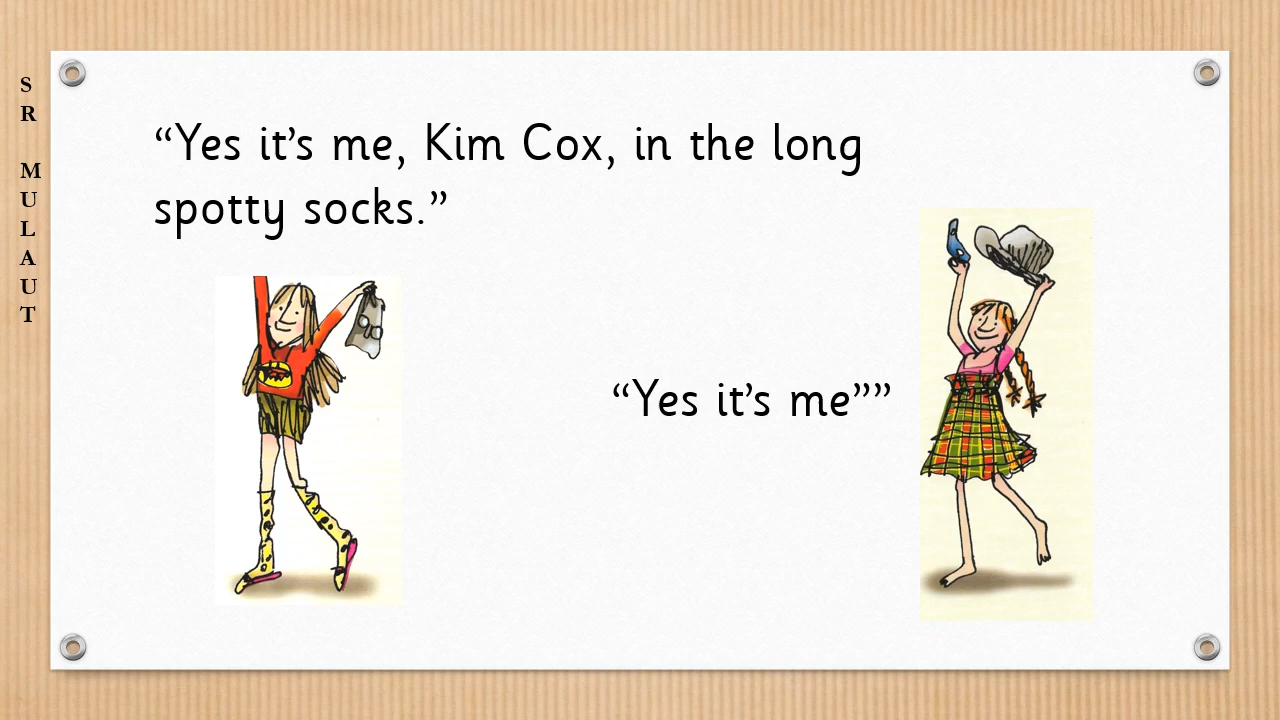 S
R
M
U
L
A
U
T
“Yes it’s me, Kim Cox, in the long
spotty socks.”
“Yes it’s me””